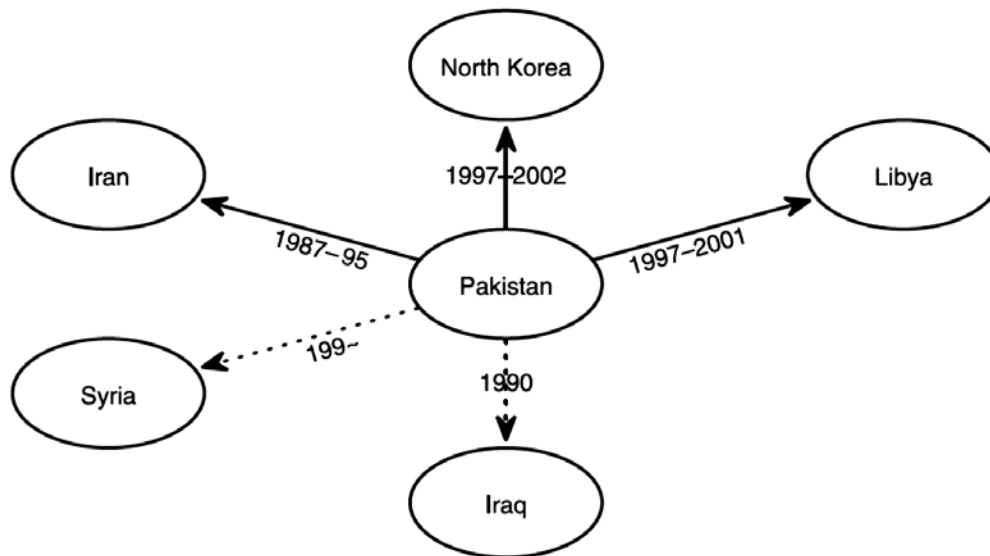 North Korea
Iran
Libya
1997–2002
1987–95
1997–2001
Pakistan
199~
1990
Syria
Iraq